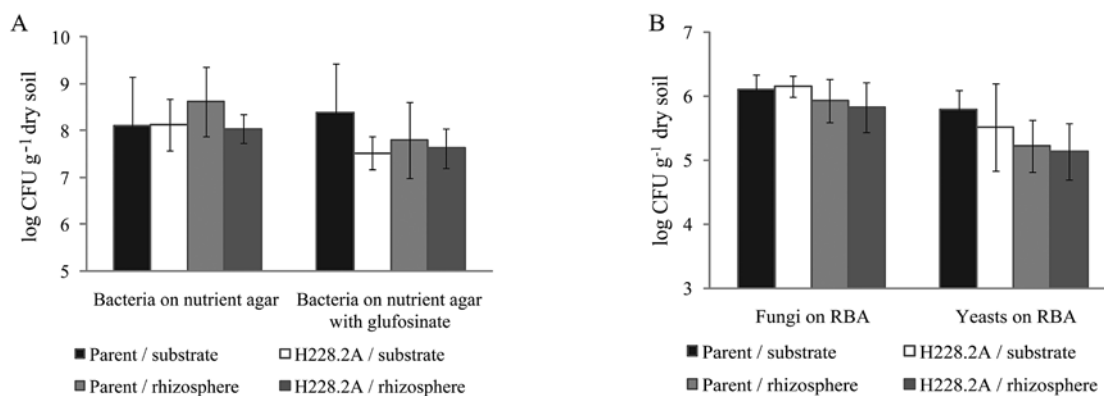 A
log CFU g⁻¹ dry soil
10
9
8
7
6
5
Bacteria on nutrient agar
Bacteria on nutrient agar
with glufosinate
Parent / substrate
H228.2A / substrate
Parent / rhizosphere
H228.2A / rhizosphere
B
log CFU g⁻¹ dry soil
7
6
5
4
3
Fungi on RBA
Yeasts on RBA
Parent / substrate
H228.2A / substrate
Parent / rhizosphere
H228.2A / rhizosphere